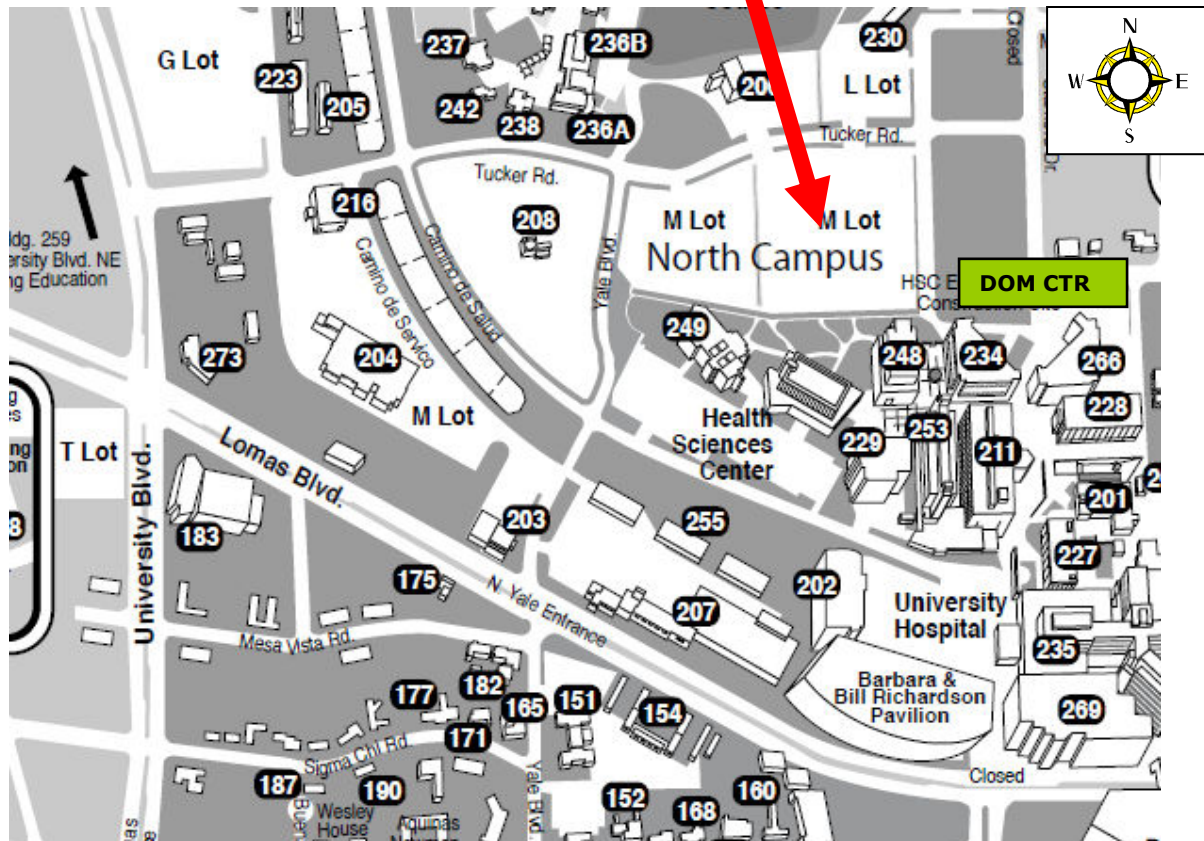 237
236B
230
Closed
N
W
E
S
G Lot
223
205
242
238
236A
L Lot
Tucker Rd.
Tucker Rd.
216
208
M Lot
M Lot
North Campus
Yale Blvd.
Camino de Salud
Camino de Servico
259
Blvd. NE
Education
HSC
DOM CTR
273
204
M Lot
249
248
234
266
228
Health
Sciences
Center
229
253
211
201
227
T Lot
University Blvd.
Lomas Blvd.
183
203
255
202
175
N. Yale Entrance
207
University
Hospital
235
Mesa Vista Rd.
Barbara &
Bill Richardson
Pavilion
269
177
182
165
151
154
171
Sigma Chi Rd.
Closed
187
190
Yale Blvd.
152
168
160
Wesley
House
Aquinas